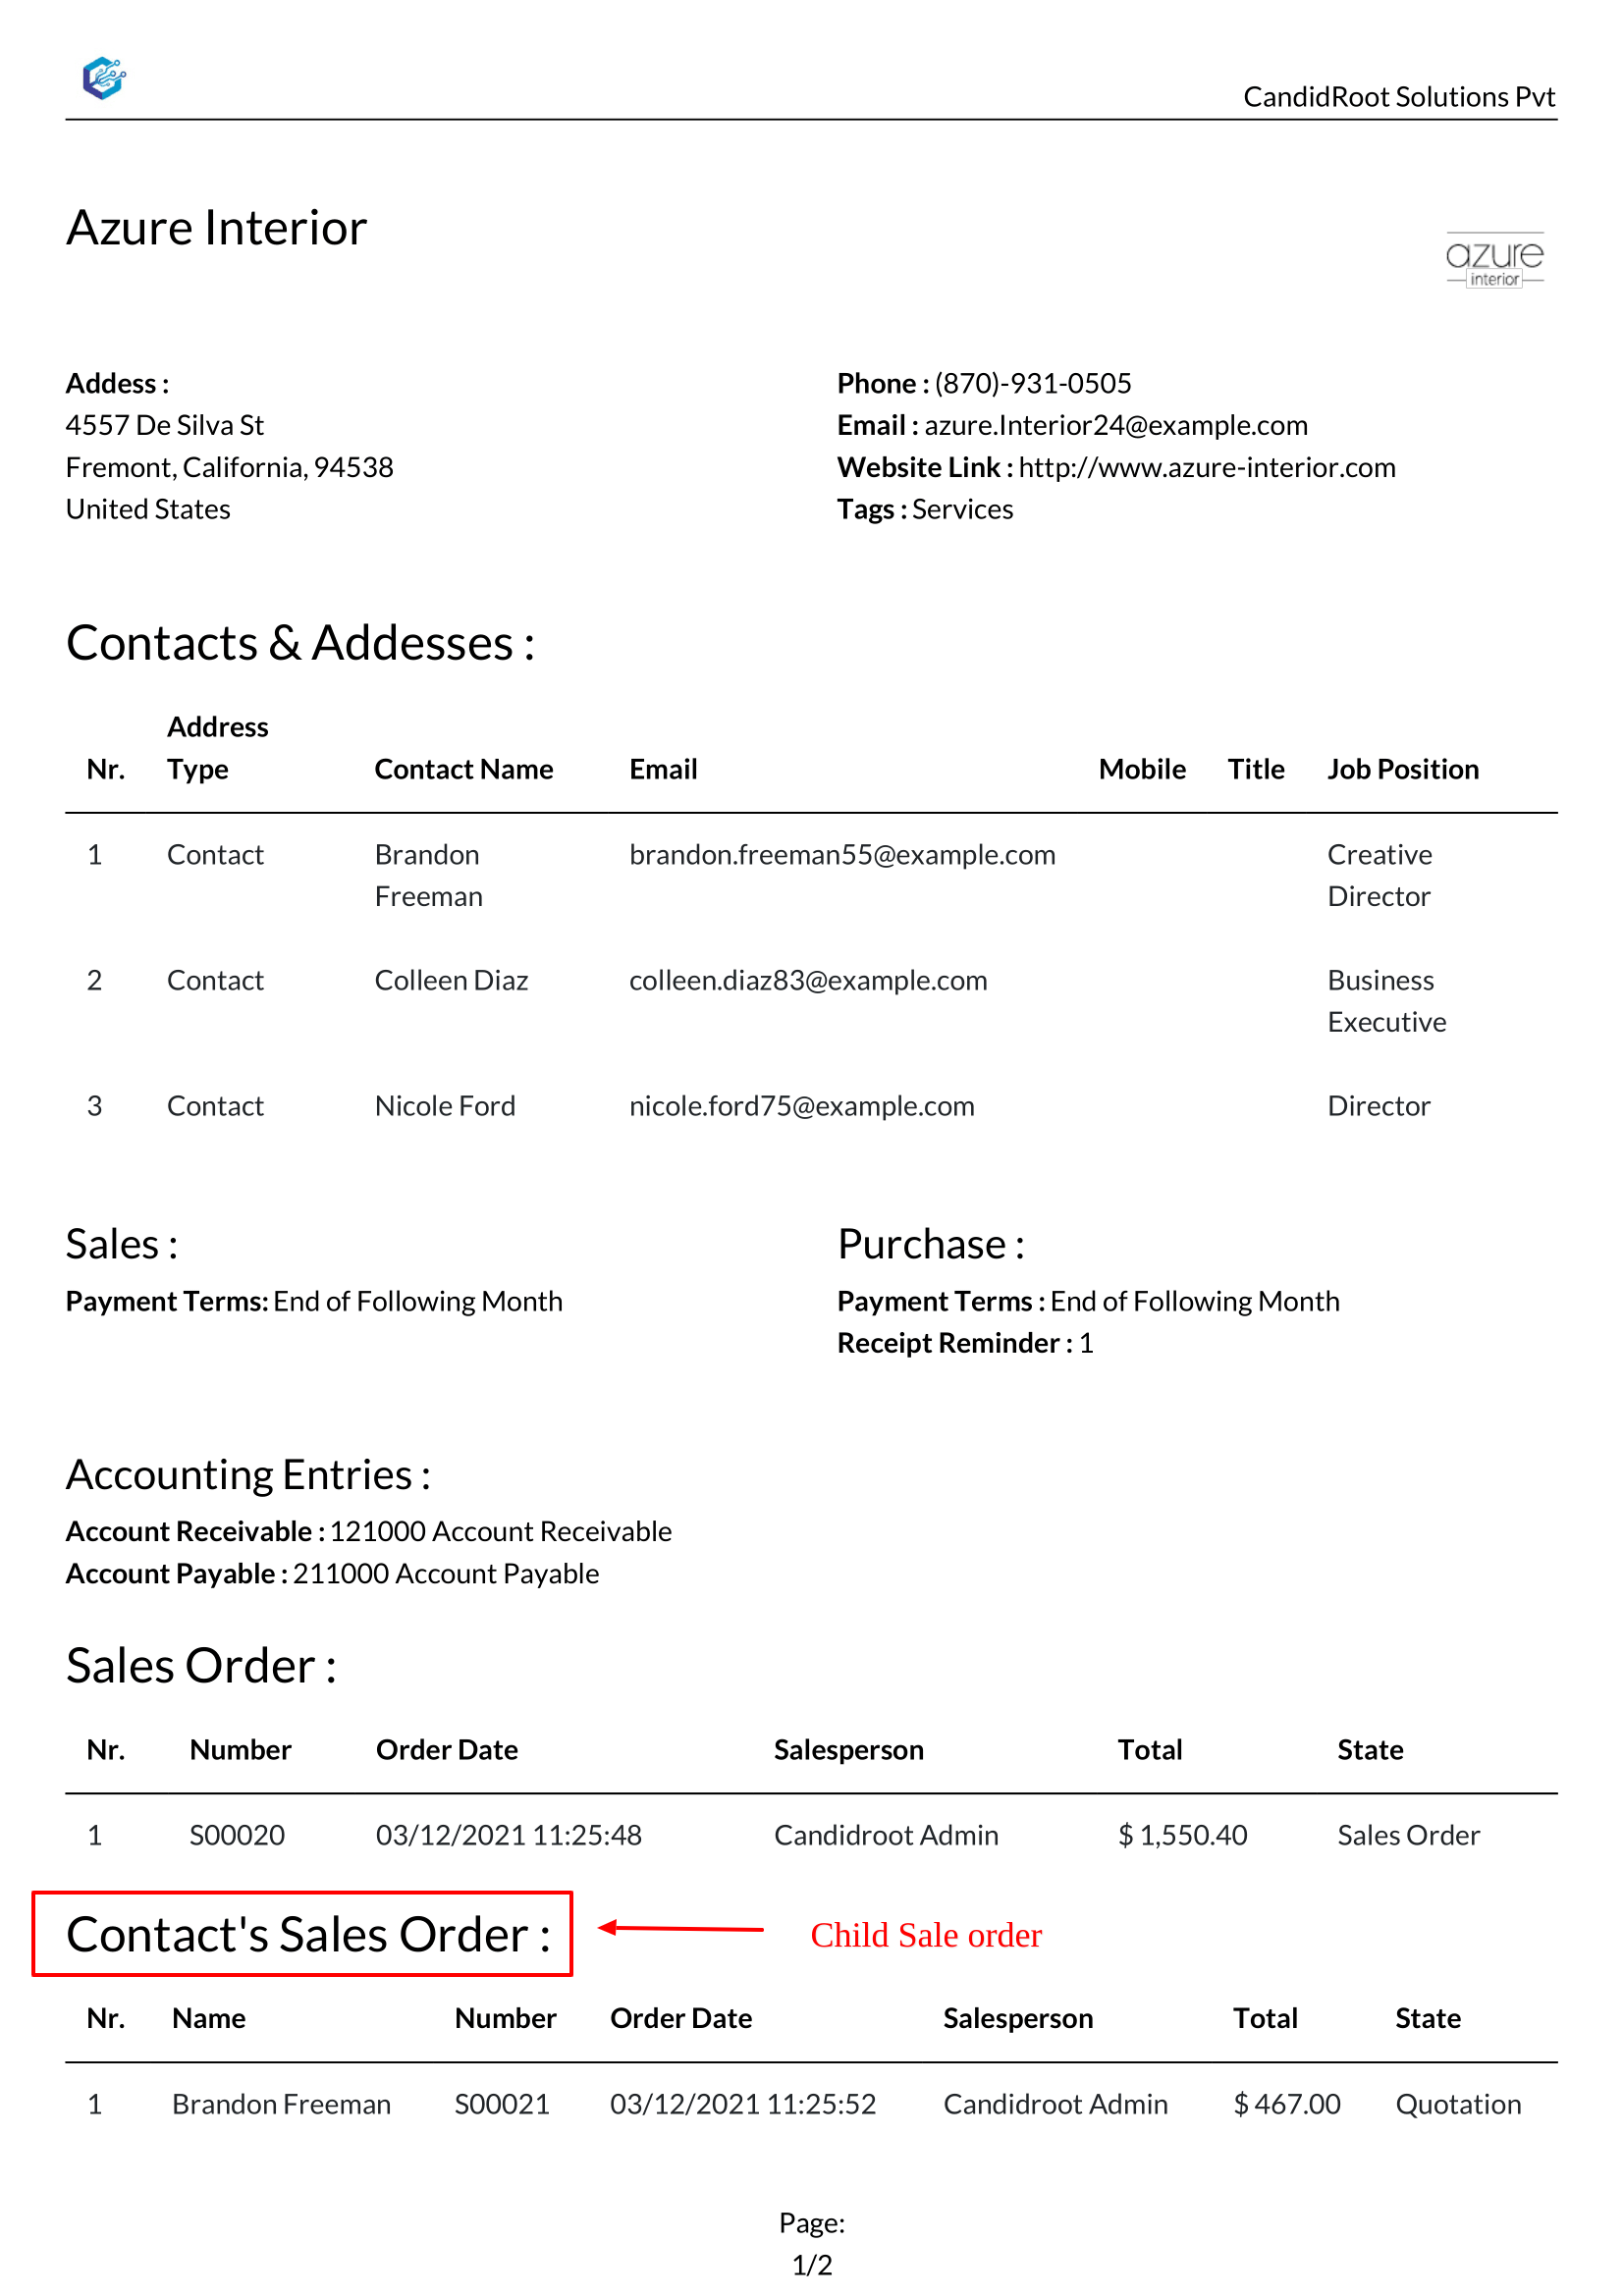 CandidRoot Solutions Pvt
Azure Interior
azure
interior
Addess :
4557 De Silva St
Fremont, California, 94538
United States
Phone : (870)-931-0505
Email : azure.Interior24@example.com
Website Link : http://www.azure-interior.com
Tags : Services
Contacts & Addesses :
Nr. Address Type Contact Name Email Mobile Title Job Position
1 Contact Brandon Freeman brandon.freeman55@example.com Creative Director
2 Contact Colleen Diaz colleen.diaz83@example.com Business Executive
3 Contact Nicole Ford nicole.ford75@example.com Director
Sales :
Payment Terms: End of Following Month
Purchase :
Payment Terms : End of Following Month
Receipt Reminder : 1
Accounting Entries :
Account Receivable : 121000 Account Receivable
Account Payable : 211000 Account Payable
Sales Order :
Nr. Number Order Date Salesperson Total State
1 S00020 03/12/2021 11:25:48 Candidroot Admin $ 1,550.40 Sales Order
Contact's Sales Order :
Child Sale order
Nr. Name Number Order Date Salesperson Total State
1 Brandon Freeman S00021 03/12/2021 11:25:52 Candidroot Admin $ 467.00 Quotation
Page:
1/2